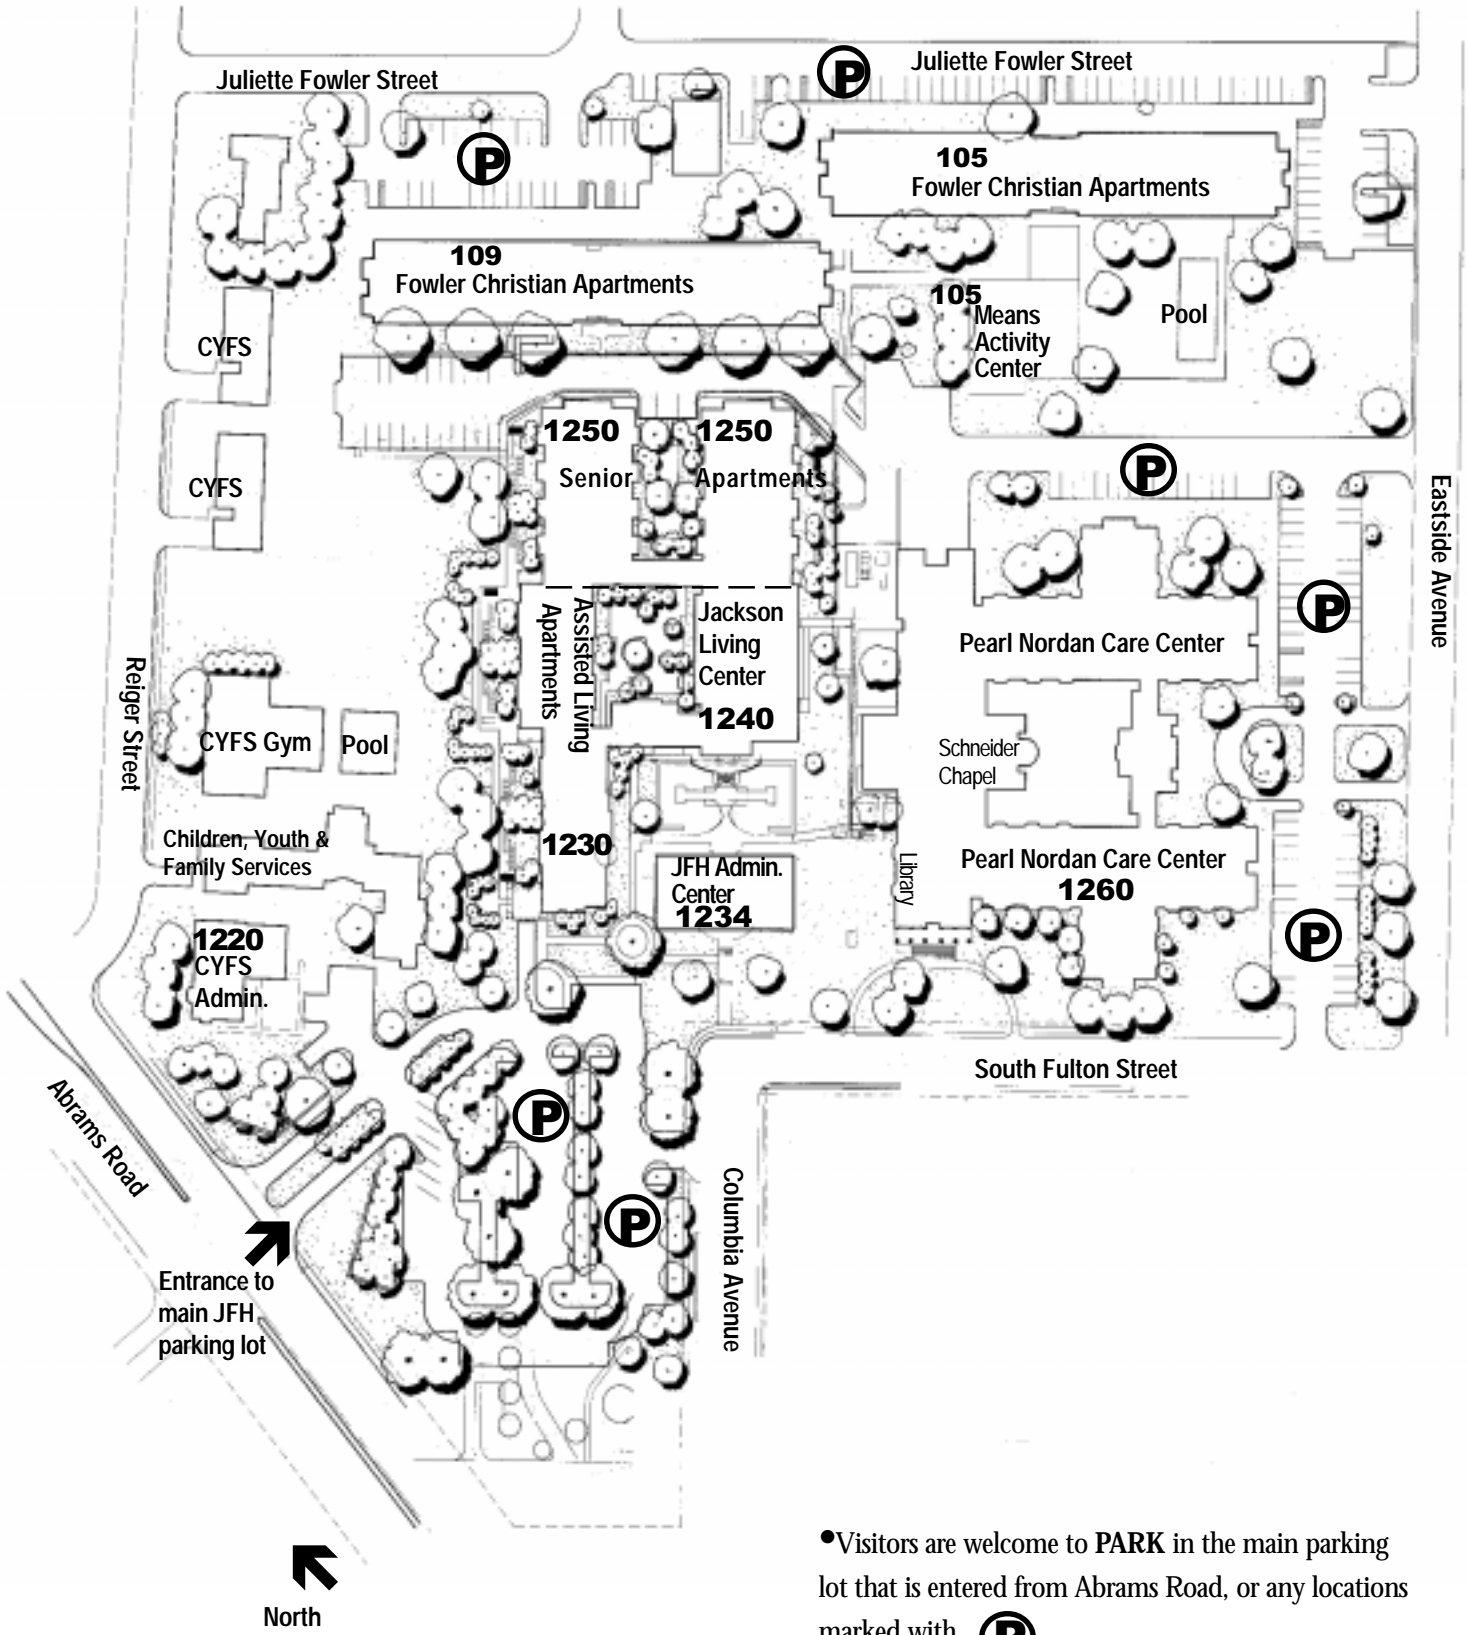 Juliette Fowler Street
P
Juliette Fowler Street
P
105
Fowler Christian Apartments
109
Fowler Christian Apartments
105
Means
Activity
Center
Pool
CYFS
1250
1250
Senior
Apartments
P
CYFS
Eastside Avenue
P
Assisted Living
Apartments
Jackson
Living
Center
1240
Pearl Nordan Care Center
Reiger Street
CYFS Gym
Pool
Schneider
Chapel
Children, Youth &
Family Services
1230
JFH Admin.
Center
1234
Library
Pearl Nordan Care Center
1260
P
1220
CYFS
Admin.
South Fulton Street
Abrams Road
P
P
Columbia Avenue
Entrance to
main JFH
parking lot
North
•Visitors are welcome to PARK in the main parking
lot that is entered from Abrams Road, or any locations
marked with P